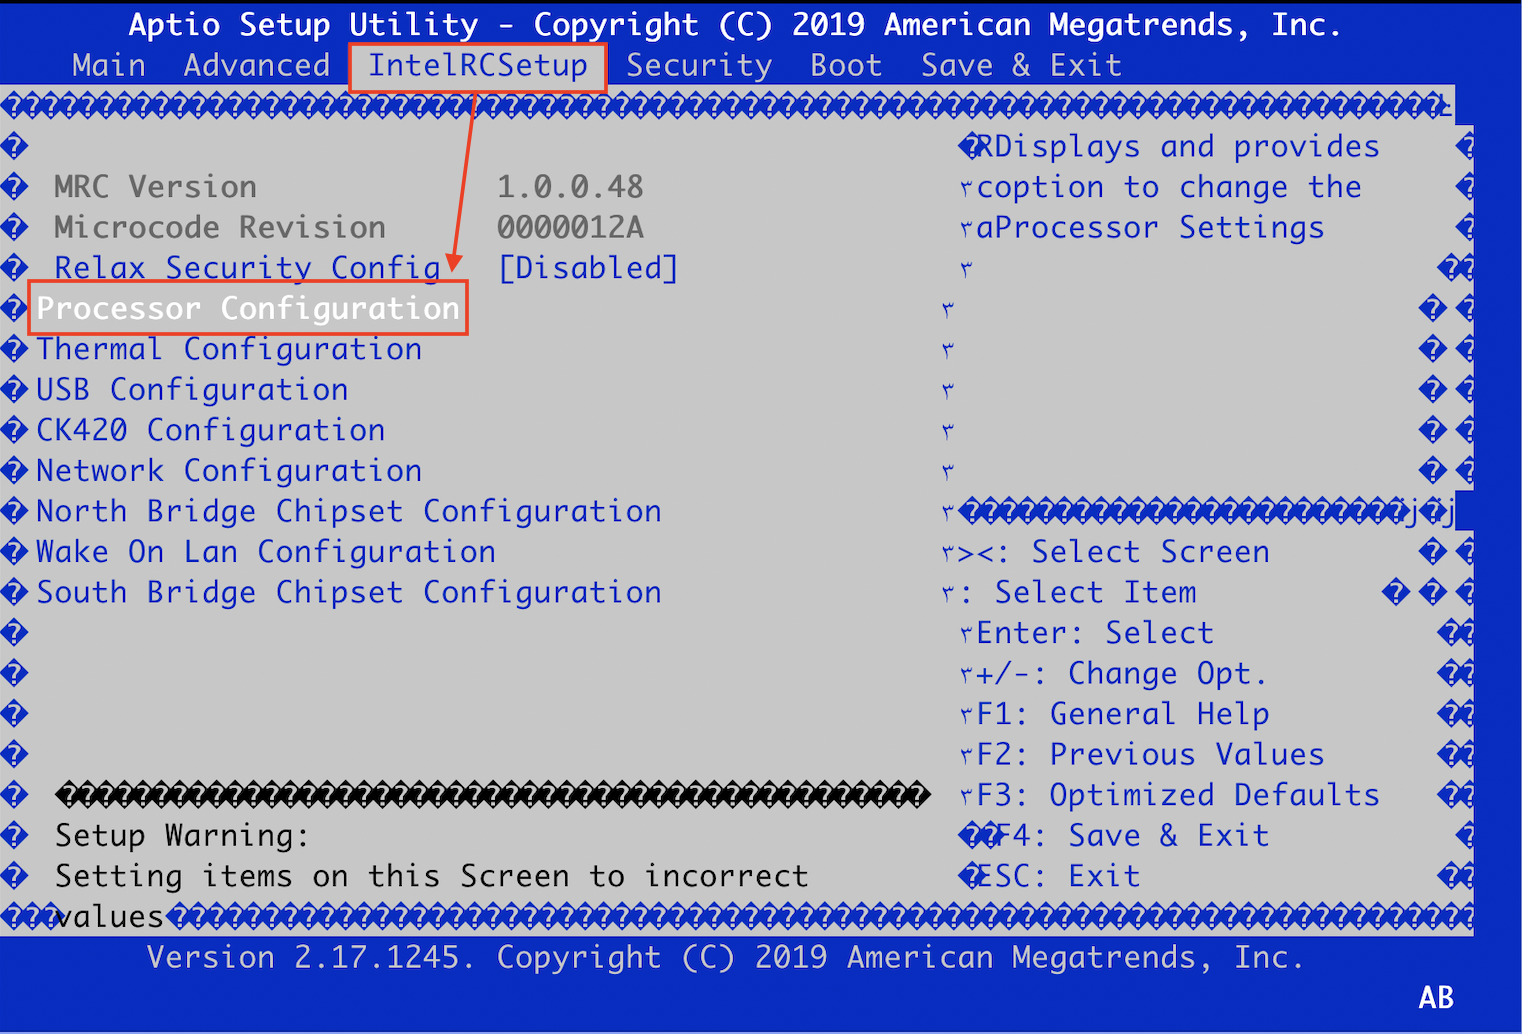 Aptio Setup Utility - Copyright (C) 2019 American Megatrends, Inc.
Main Advanced IntelRCSetup Security Boot Save & Exit
RDisplays and provides
MRC Version 1.0.0.48 coption to change the
Microcode Revision 0000012A aProcessor Settings
Relax Security Config [Disabled]
Processor Configuration
Thermal Configuration
USB Configuration
CK420 Configuration
Network Configuration
North Bridge Chipset Configuration
Wake On Lan Configuration ><: Select Screen
South Bridge Chipset Configuration : Select Item
Enter: Select
+/-: Change Opt.
F1: General Help
F2: Previous Values
F3: Optimized Defaults
Setup Warning: F4: Save & Exit
Setting items on this Screen to incorrect ESC: Exit
values
Version 2.17.1245. Copyright (C) 2019 American Megatrends, Inc.
AB